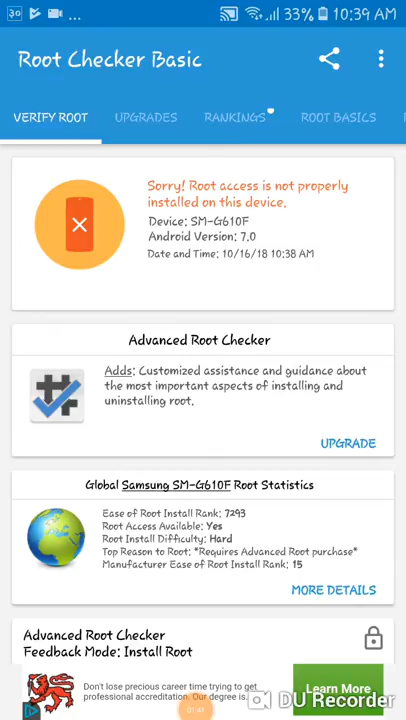 30 ... 33% 10:39 AM
Root Checker Basic
VERIFY ROOT UPGRADES RANKINGS ROOT BASICS
Sorry! Root access is not properly
installed on this device.
Device: SM-G610F
Android Version: 7.0
Date and Time: 10/16/18 10:38 AM
Advanced Root Checker
Adds: Customized assistance and guidance about
the most important aspects of installing and
uninstalling root.
UPGRADE
Global Samsung SM-G610F Root Statistics
Ease of Root Install Rank: 7293
Root Access Available: Yes
Root Install Difficulty: Hard
Top Reason to Root: *Requires Advanced Root purchase*
Manufacturer Ease of Root Install Rank: 15
MORE DETAILS
Advanced Root Checker
Feedback Mode: Install Root
Don't lose precious career time trying to get
professional accreditation. Our degree is...
Learn More
DU Recorder